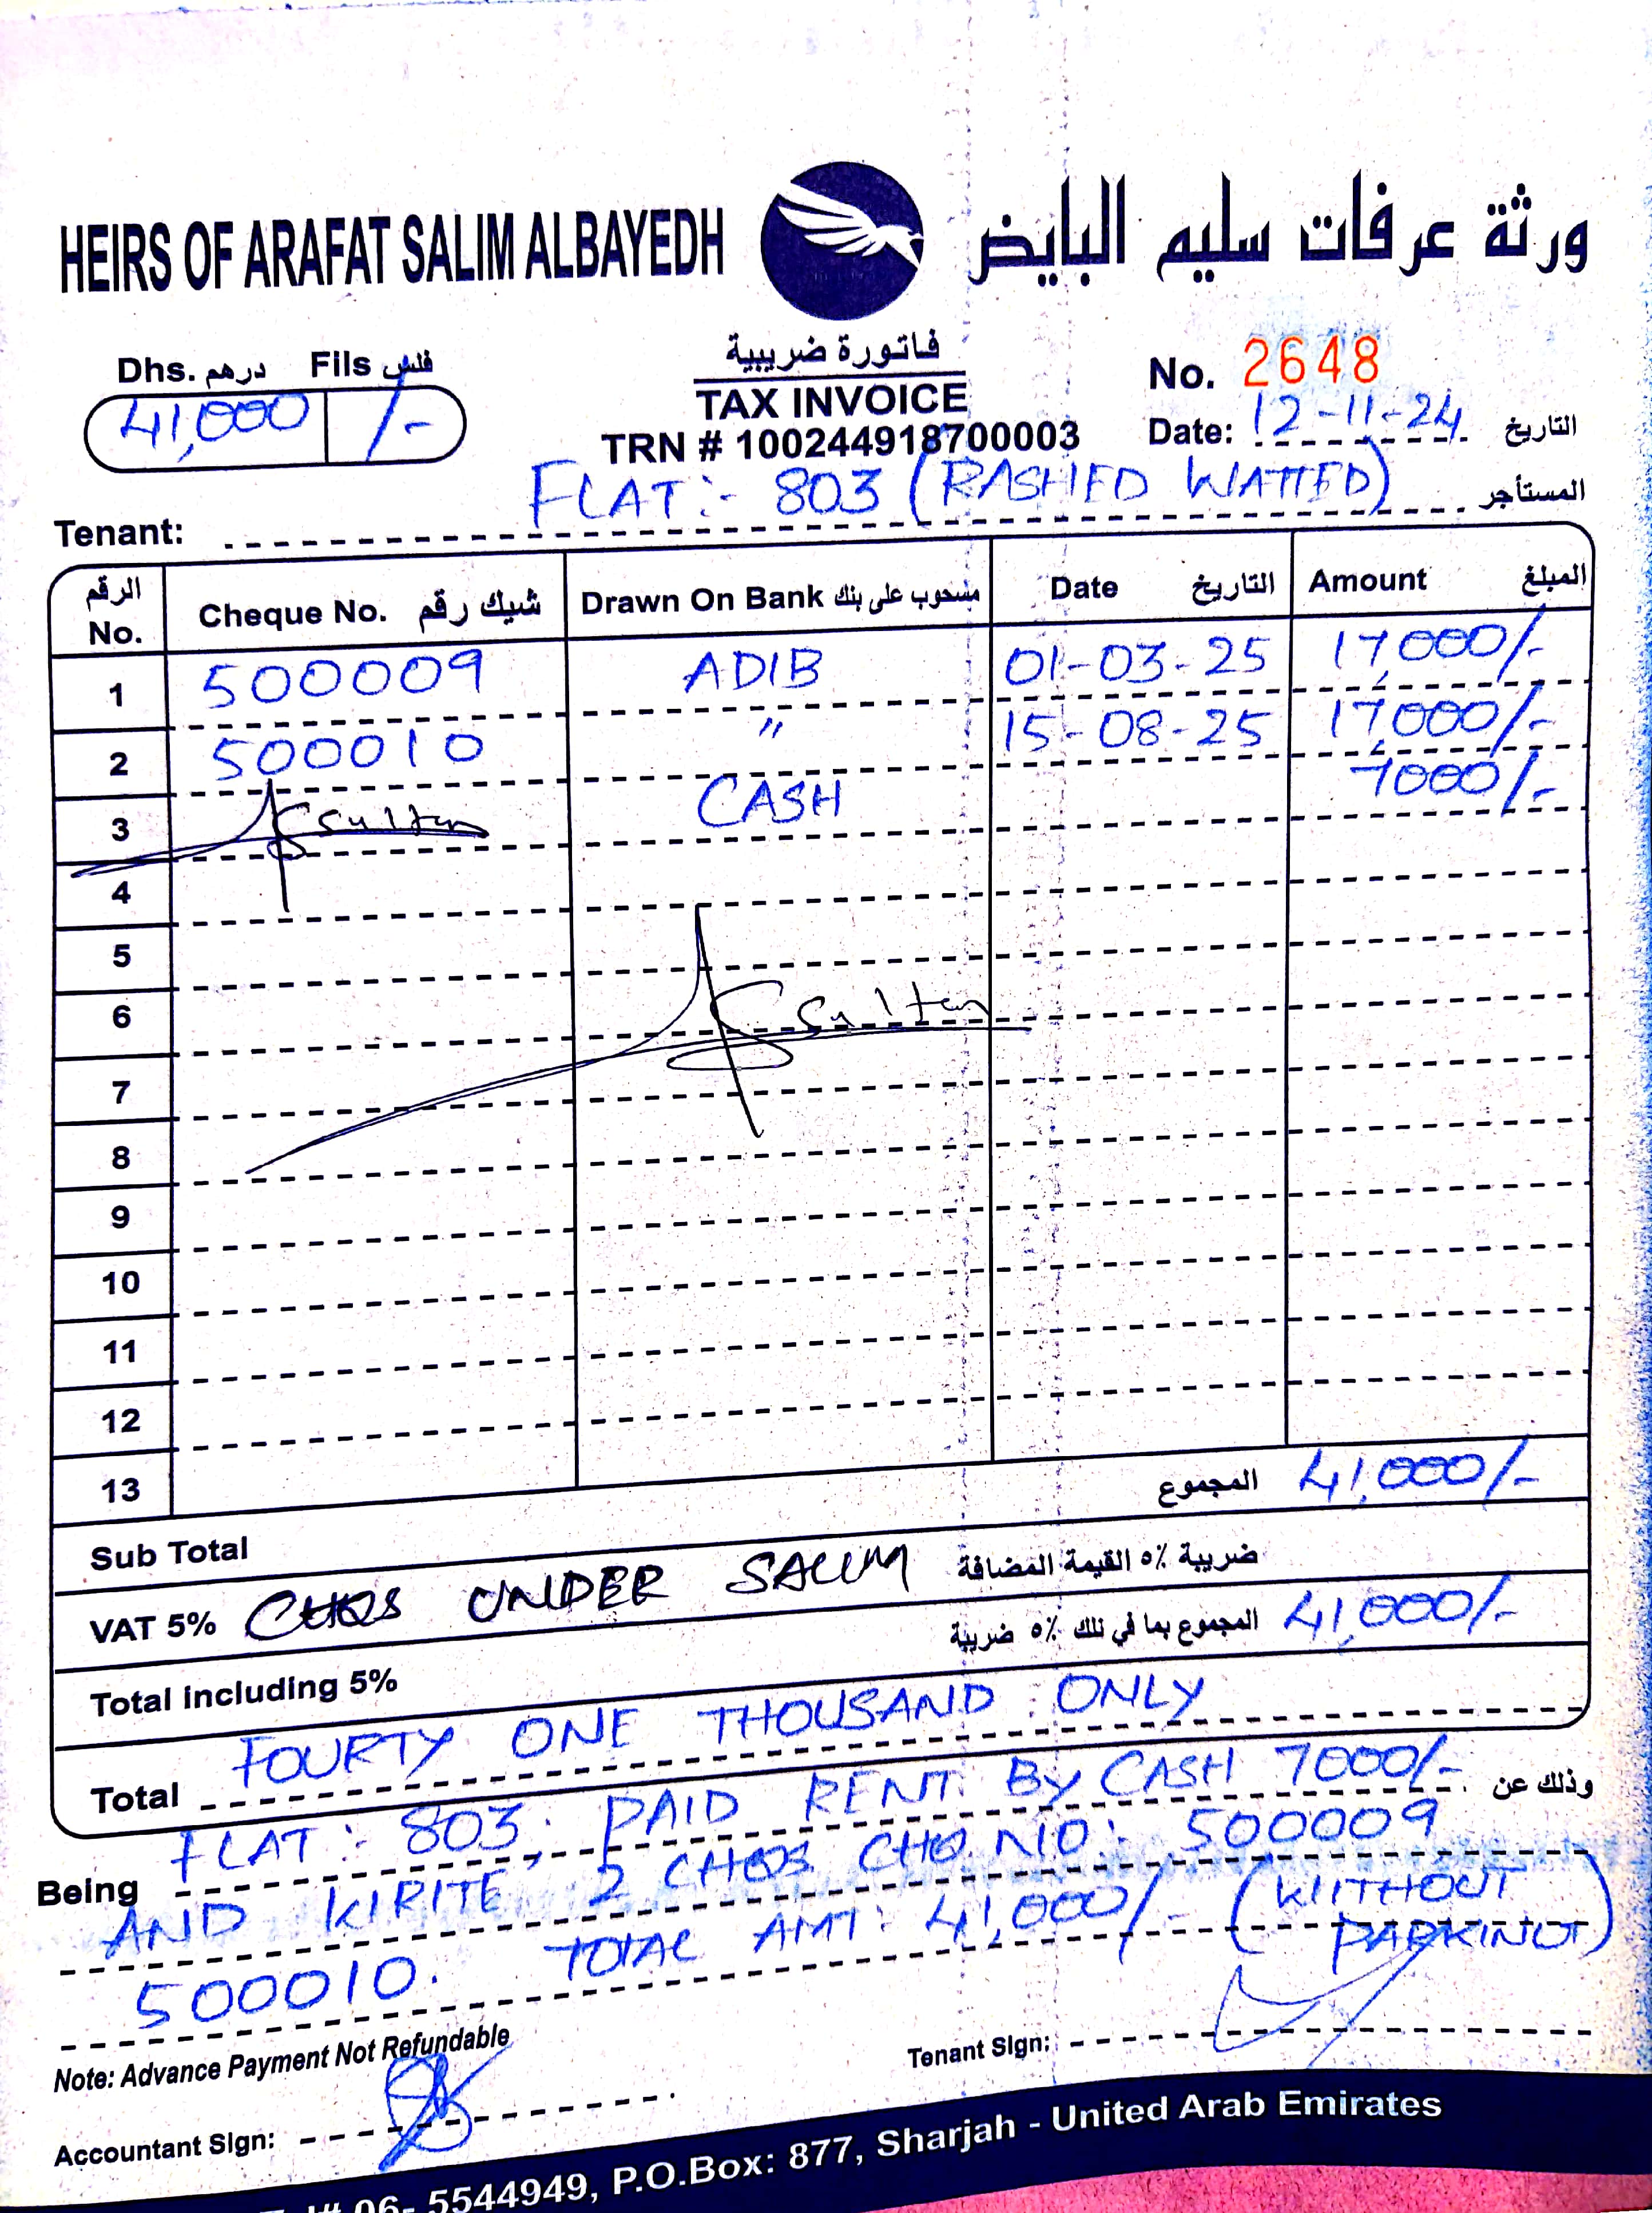 HEIRS OF ARAFAT SALIM ALBAYEDH ورثة عرفات سليم البايض
Dhs. درهم Fils فلس
41,000 /-
فاتورة ضريبية
TAX INVOICE
TRN # 100244918700003
No. 2648
Date: 12-11-24 التاريخ
Tenant: FLAT:- 803 (RASHED WATTED) المستأجر
الرقم No. Cheque No. شيك رقم Drawn On Bank مسحوب على بنك Date التاريخ Amount المبلغ
1 500009 ADIB 01-03-25 17,000/-
2 500010 " 15-08-25 17,000/-
3 Sultan CASH 7000/-
4
5
6 Sultan
7
8
9
10
11
12
13
Sub Total المجموع 41,000/-
VAT 5% CHQS UNDER SALIM ضريبة ٥٪ القيمة المضافة
Total including 5% المجموع بما في ذلك ٥٪ ضريبة 41,000/-
Total FOURTY ONE THOUSAND ONLY
Being FLAT: 803, PAID RENT BY CASH 7000/- وذلك عن
AND 2 CHQS CHQ NO: 500009
500010. TOTAL AMT: 41,000/- (WITHOUT PARKING)
Note: Advance Payment Not Refundable
Tenant Sign:
Accountant Sign:
06- 5544949, P.O.Box: 877, Sharjah - United Arab Emirates